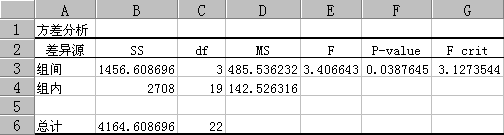 A B C D E F G
1 方差分析
2 差异源 SS df MS F P-value F crit
3 组间 1456.608696 3 485.536232 3.406643 0.0387645 3.1273544
4 组内 2708 19 142.526316
5
6 总计 4164.608696 22